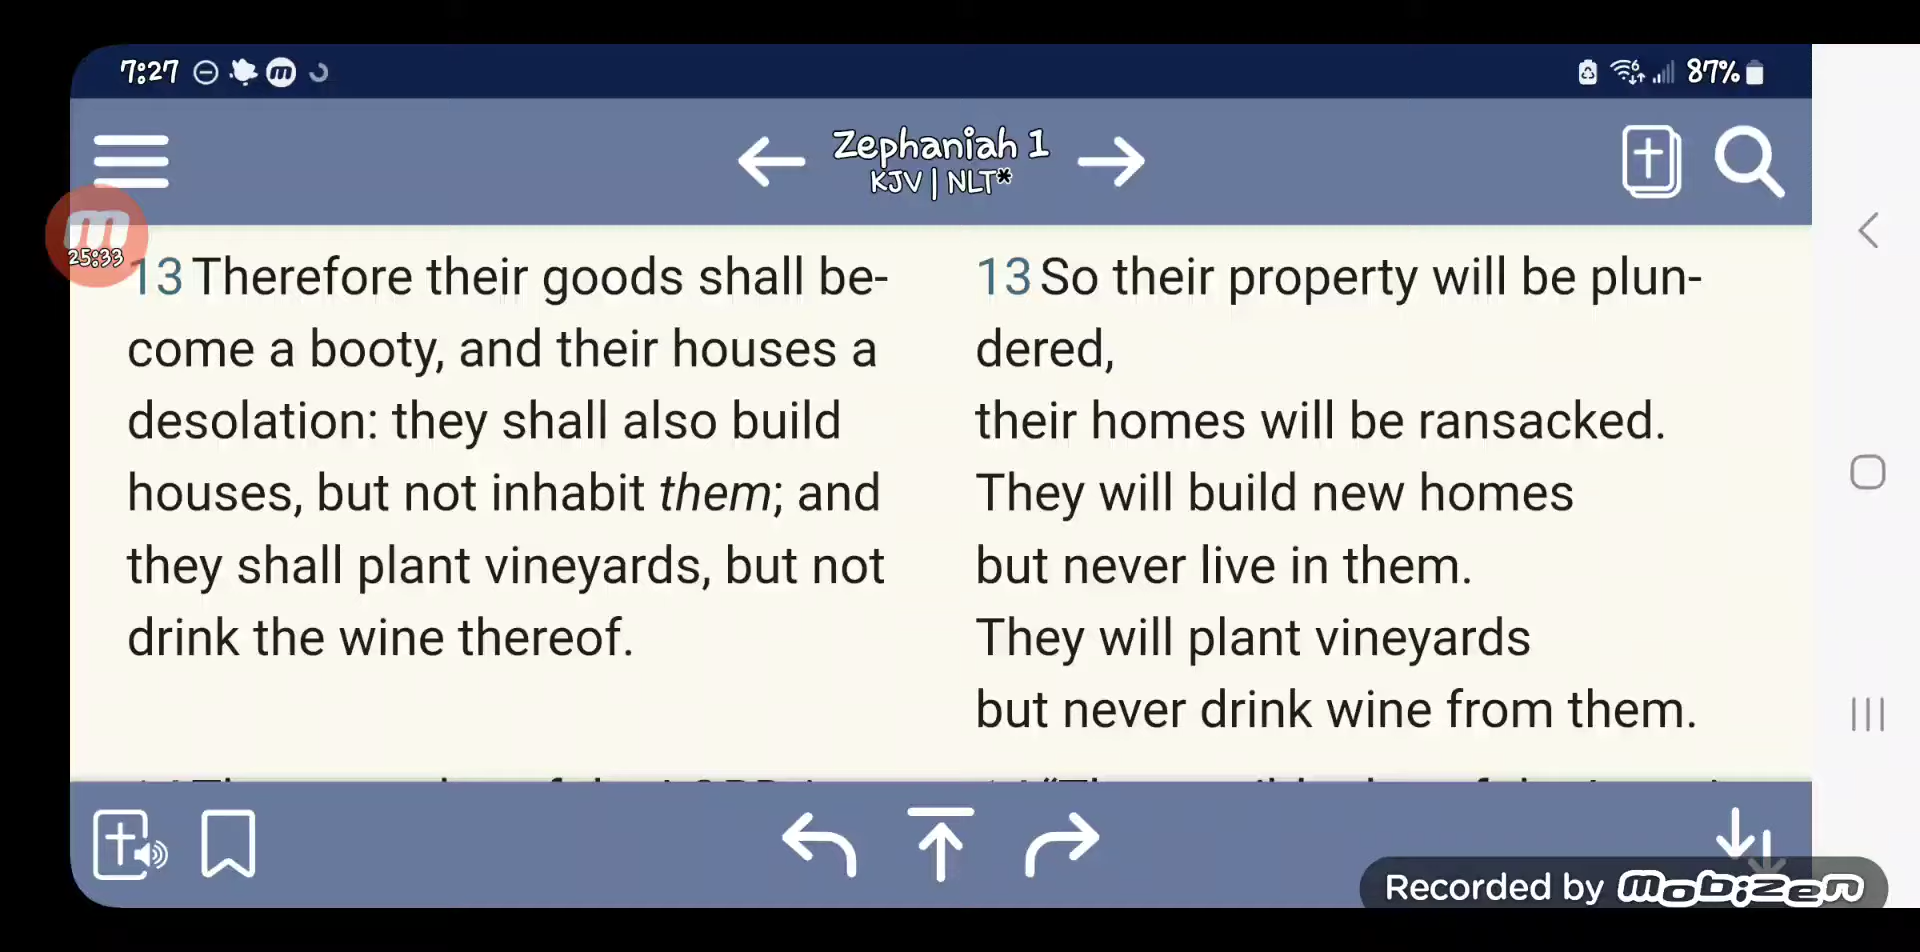 7:27
87%
Zephaniah 1
KJV | NLT*
25:33
13 Therefore their goods shall be-
come a booty, and their houses a
desolation: they shall also build
houses, but not inhabit them; and
they shall plant vineyards, but not
drink the wine thereof.
13 So their property will be plun-
dered,
their homes will be ransacked.
They will build new homes
but never live in them.
They will plant vineyards
but never drink wine from them.
Recorded by Mobizen